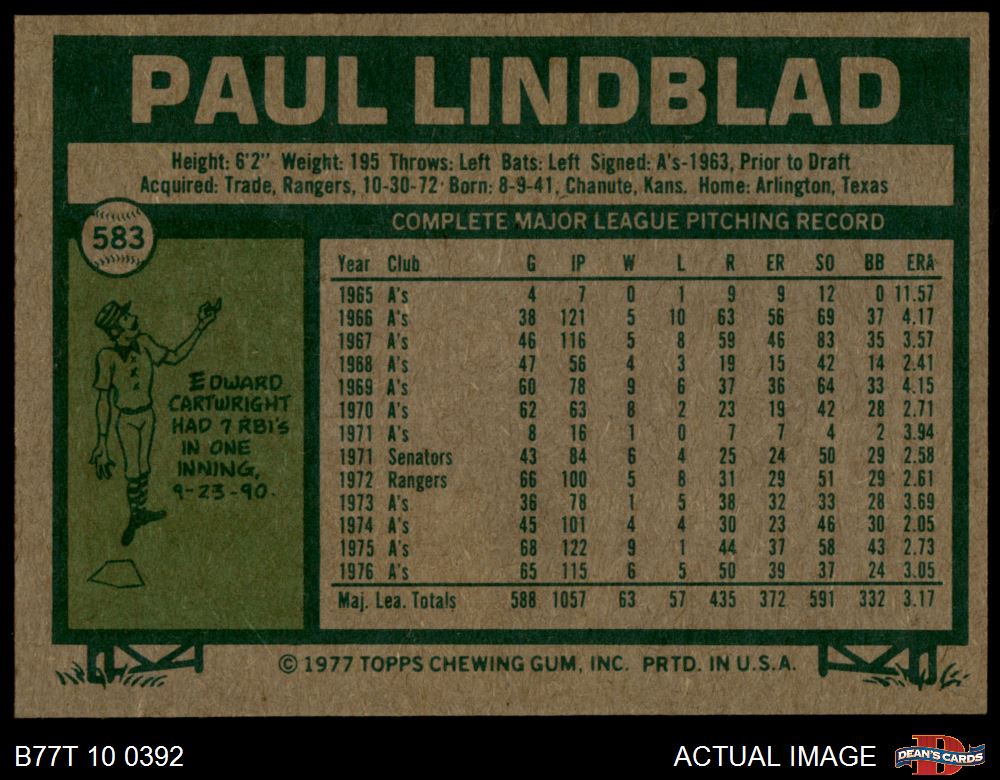 PAUL LINDBLAD
Height: 6'2" Weight: 195 Throws: Left Bats: Left Signed: A's-1963, Prior to Draft
Acquired: Trade, Rangers, 10-30-72 Born: 8-9-41, Chanute, Kans. Home: Arlington, Texas
583
COMPLETE MAJOR LEAGUE PITCHING RECORD
Year Club G IP W L R ER SO BB ERA
1965 A's 4 7 0 1 9 9 12 0 11.57
1966 A's 38 121 5 10 63 56 69 37 4.17
1967 A's 46 116 5 8 59 46 83 35 3.57
1968 A's 47 56 4 3 19 15 42 14 2.41
1969 A's 60 78 9 6 37 36 64 33 4.15
1970 A's 62 63 8 2 23 19 42 28 2.71
1971 A's 8 16 1 0 7 7 4 2 3.94
1971 Senators 43 84 6 4 25 24 50 29 2.58
1972 Rangers 66 100 5 8 31 29 51 29 2.61
1973 A's 36 78 1 5 38 32 33 28 3.69
1974 A's 45 101 4 4 30 23 46 30 2.05
1975 A's 68 122 9 1 44 37 58 43 2.73
1976 A's 65 115 6 5 50 39 37 24 3.05
Maj. Lea. Totals 588 1057 63 57 435 372 591 332 3.17
EDWARD
CARTWRIGHT
HAD 7 RBI'S
IN ONE
INNING,
9-23-90.
© 1977 TOPPS CHEWING GUM, INC. PRTD. IN U.S.A.
B77T 10 0392
ACTUAL IMAGE
D
DEAN'S CARDS